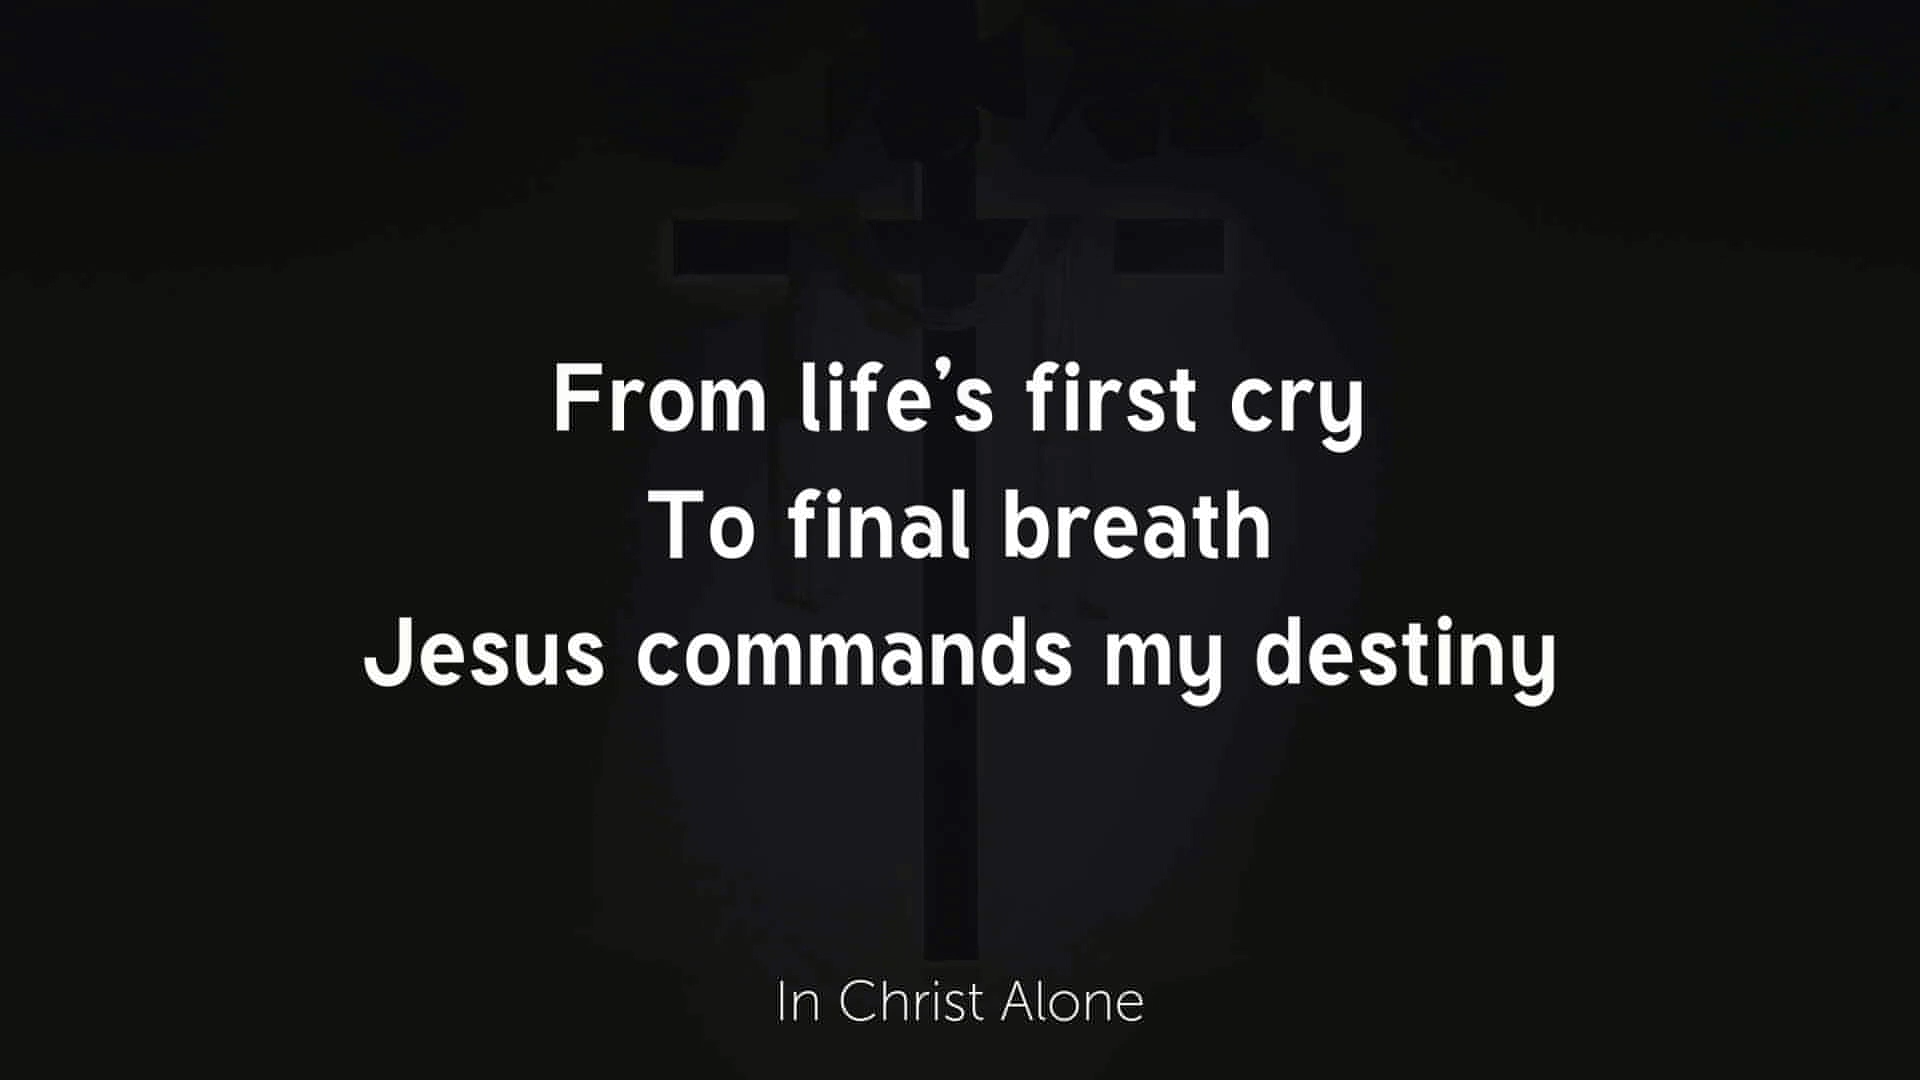 From life’s first cry
To final breath
Jesus commands my destiny
In Christ Alone